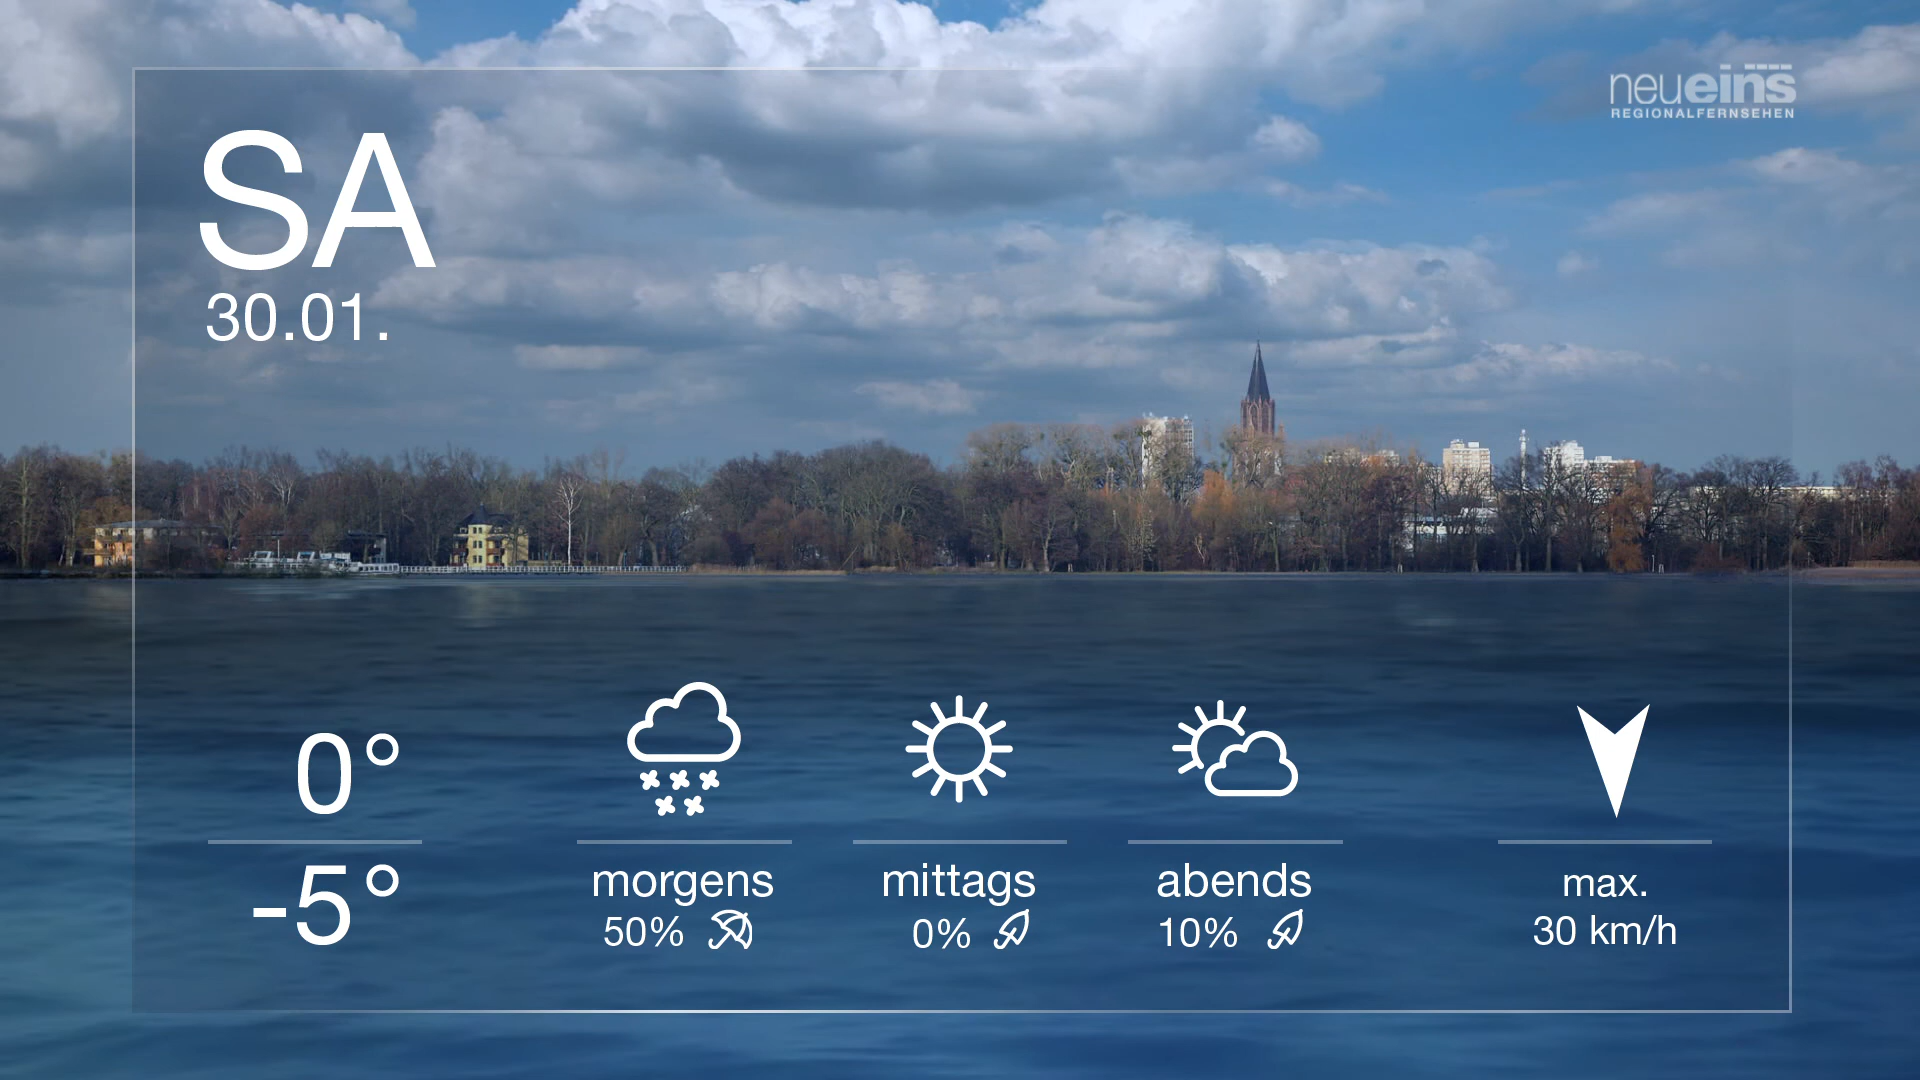 neueins
REGIONALFERNSEHEN
SA
30.01.
0°
-5°
morgens
50%
mittags
0%
abends
10%
max.
30 km/h